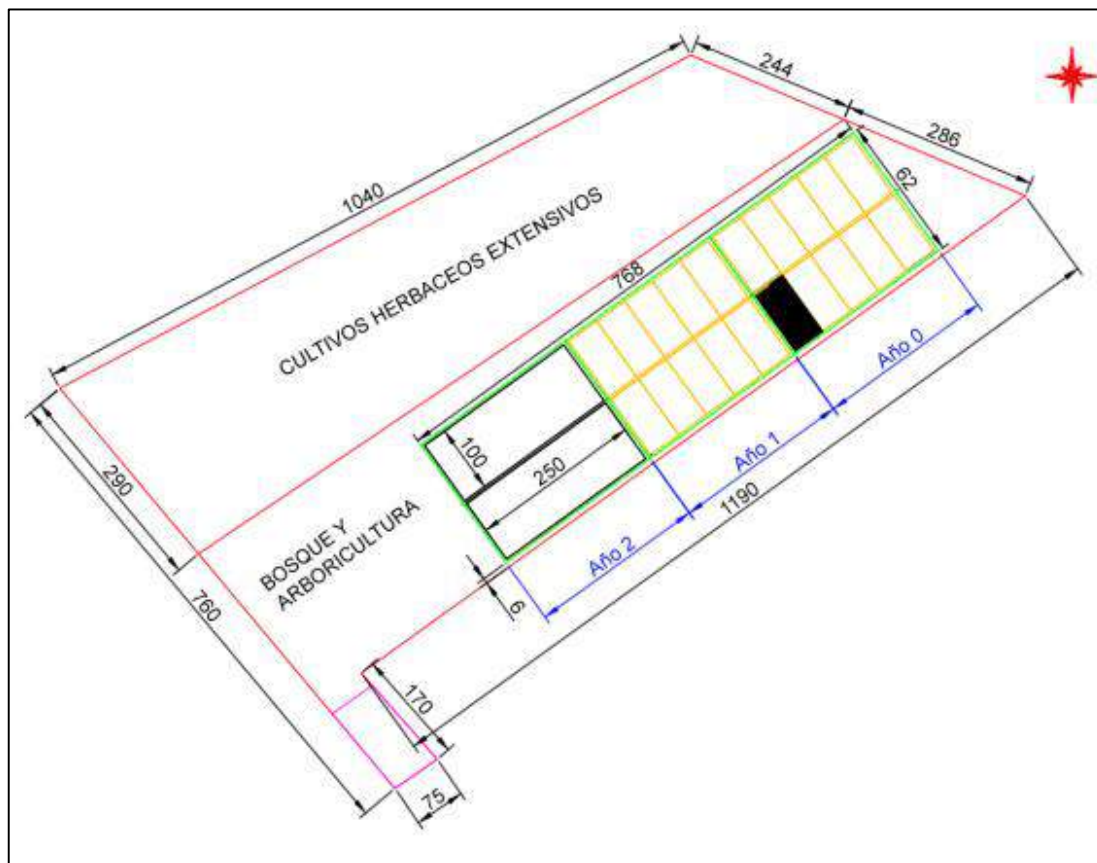 244
286
1040
62
CULTIVOS HERBACEOS EXTENSIVOS
768
Año 0
100
250
Año 1
1190
290
BOSQUE Y
ARBORICULTURA
Año 2
760
6
170
75